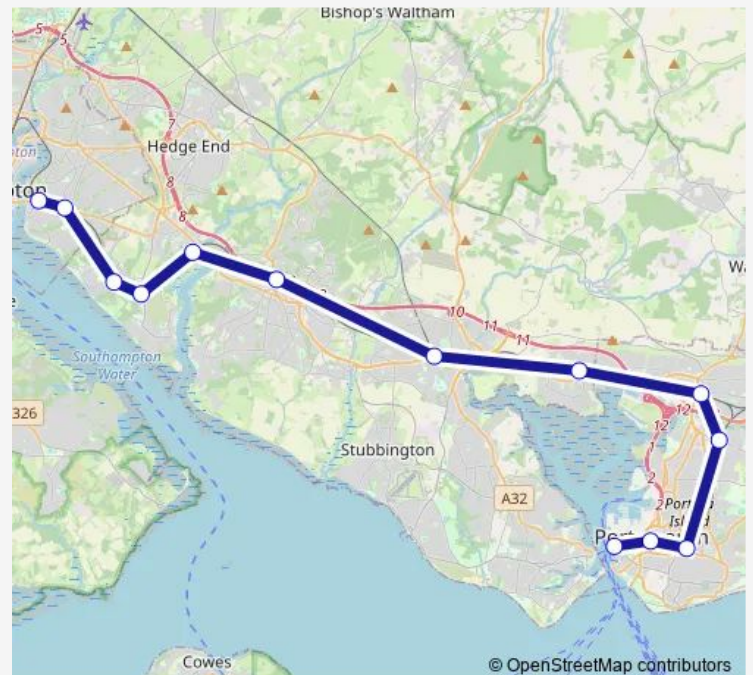 Bishop's Waltham
5
5
7
Hedge End
8
8
10
11
11
Southampton
Water
326
12
12
1
2
2
Stubbington
A32
Cowes
© OpenStreetMap contributors